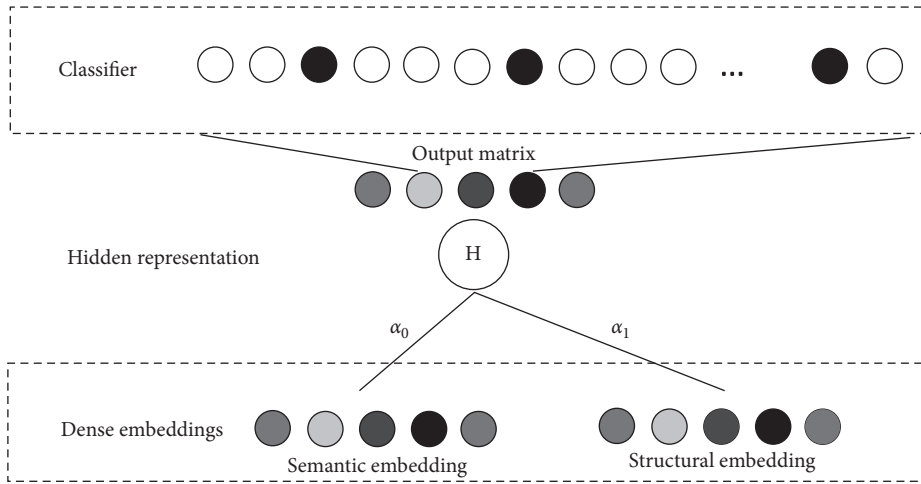 Classifier
...
Output matrix
Hidden representation
H
α0
α1
Dense embeddings
Semantic embedding
Structural embedding